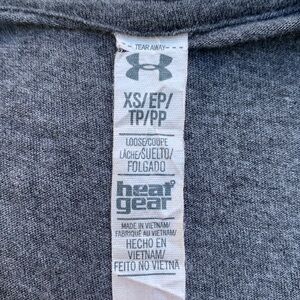 TEAR AWAY
XS/EP/
TP/PP
LOOSE/COUPE
LÂCHE/SUELTO/
FOLGADO
heat
gear
MADE IN VIETNAM/
FABRIQUÉ AU VIETNAM/
HECHO EN
VIETNAM/
FEITO NO VIETNÃ